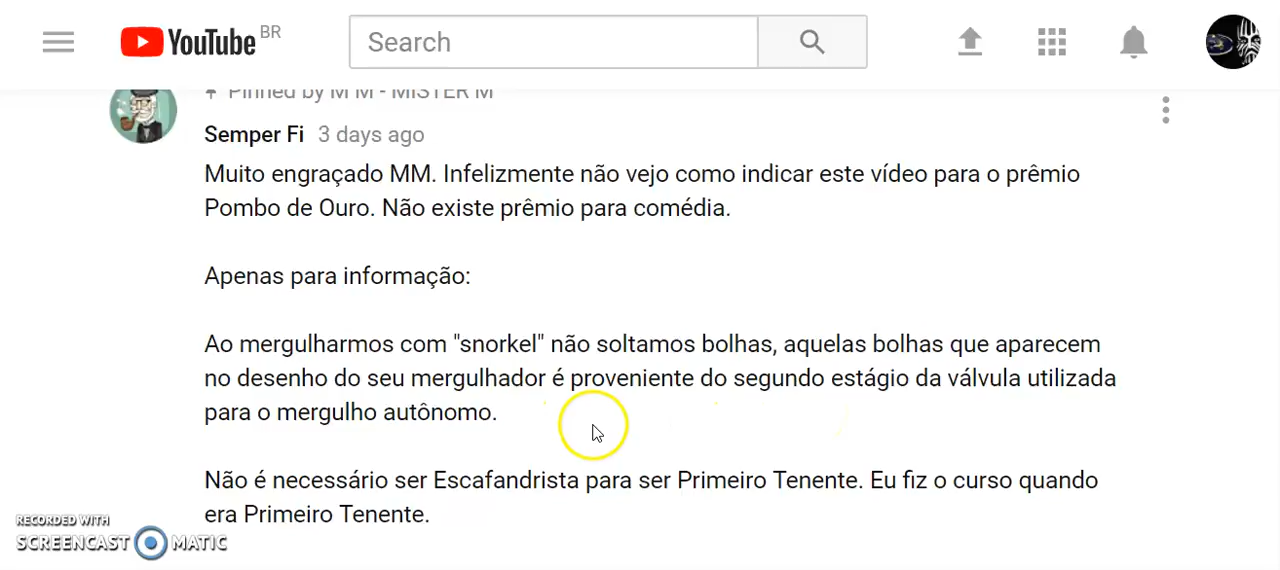 YouTube BR
Search
Pinned by M M - MISTER M
Semper Fi 3 days ago
Muito engraçado MM. Infelizmente não vejo como indicar este vídeo para o prêmio
Pombo de Ouro. Não existe prêmio para comédia.
Apenas para informação:
Ao mergulharmos com "snorkel" não soltamos bolhas, aquelas bolhas que aparecem
no desenho do seu mergulhador é proveniente do segundo estágio da válvula utilizada
para o mergulho autônomo.
Não é necessário ser Escafandrista para ser Primeiro Tenente. Eu fiz o curso quando
era Primeiro Tenente.
RECORDED WITH
SCREENCAST MATIC